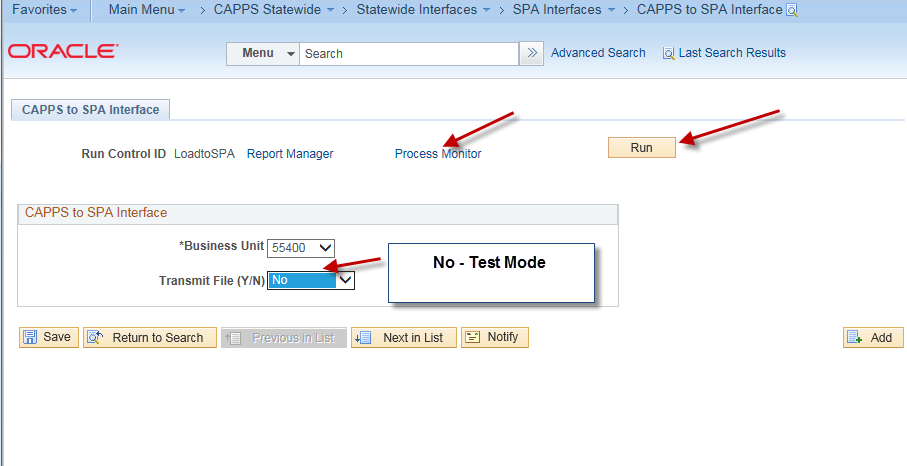 Favorites Main Menu > CAPPS Statewide > Statewide Interfaces > SPA Interfaces > CAPPS to SPA Interface
ORACLE
Menu Search Advanced Search Last Search Results
CAPPS to SPA Interface
Run Control ID LoadtoSPA Report Manager Process Monitor Run
CAPPS to SPA Interface
*Business Unit 55400
Transmit File (Y/N) No
No - Test Mode
Save Return to Search Previous in List Next in List Notify Add